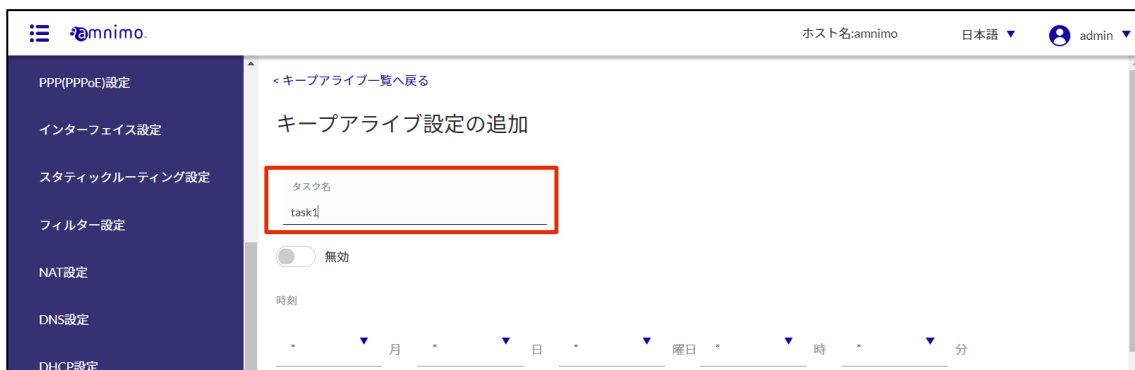 amnimo.
ホスト名:amnimo
日本語 ▼
admin ▼
PPP(PPPoE)設定
インターフェイス設定
スタティックルーティング設定
フィルター設定
NAT設定
DNS設定
DHCP設定
<キープアライブ一覧へ戻る
キープアライブ設定の追加
タスク名
task1
無効
時刻
* ▼ 月 * ▼ 日 * ▼ 曜日 * ▼ 時 * ▼ 分